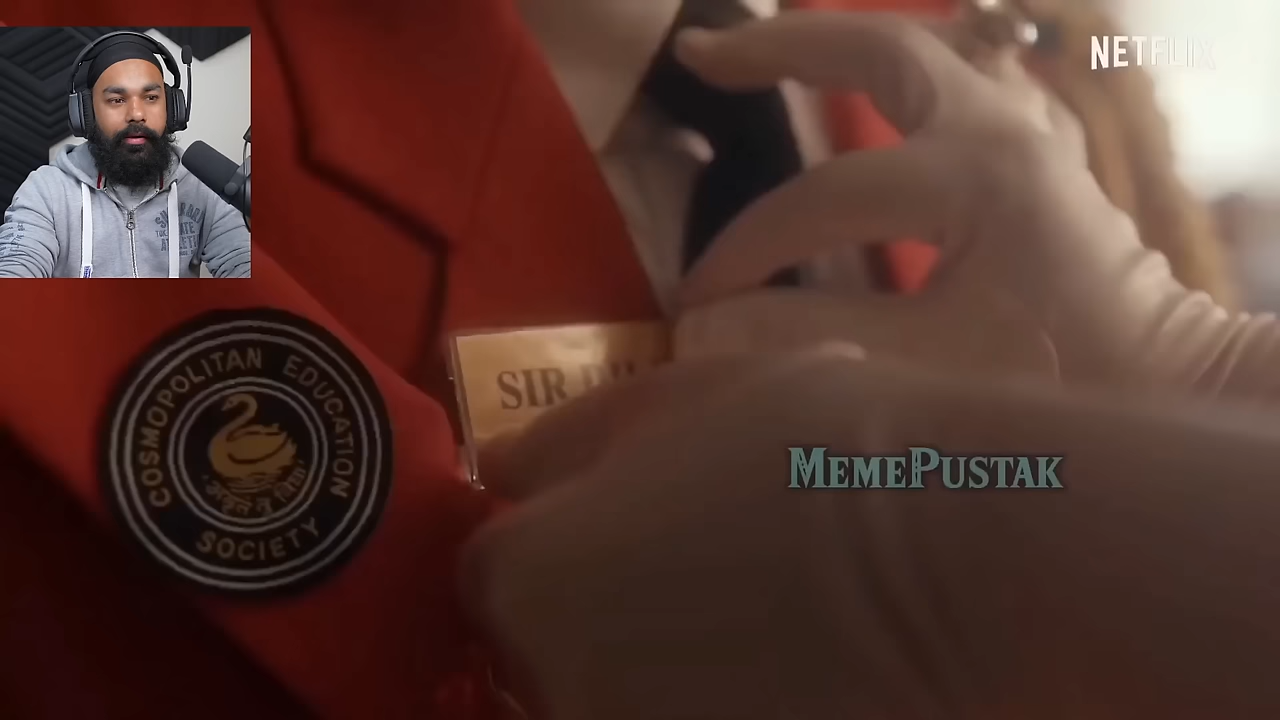 NETFLIX
COSMOPOLITAN EDUCATION
SOCIETY
SIR
MEMEPUSTAK